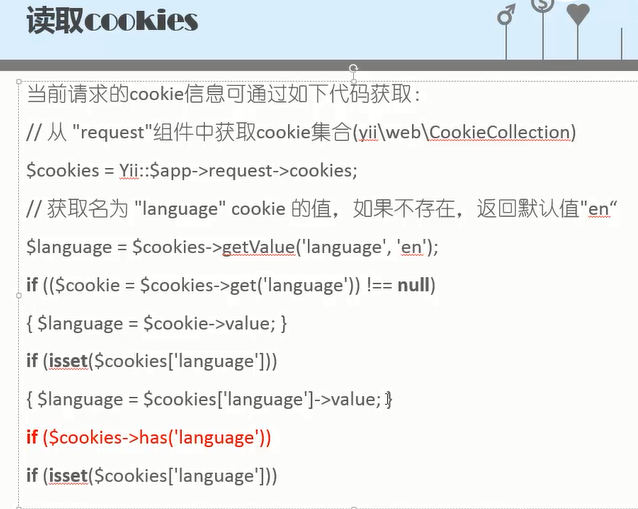 读取cookies
当前请求的cookie信息可通过如下代码获取：
// 从 "request"组件中获取cookie集合(yii\web\CookieCollection)
$cookies = Yii::$app->request->cookies;
// 获取名为 "language" cookie 的值，如果不存在，返回默认值"en“
$language = $cookies->getValue('language', 'en');
if (($cookie = $cookies->get('language')) !== null)
{ $language = $cookie->value; }
if (isset($cookies['language']))
{ $language = $cookies['language']->value; }
if ($cookies->has('language'))
if (isset($cookies['language']))